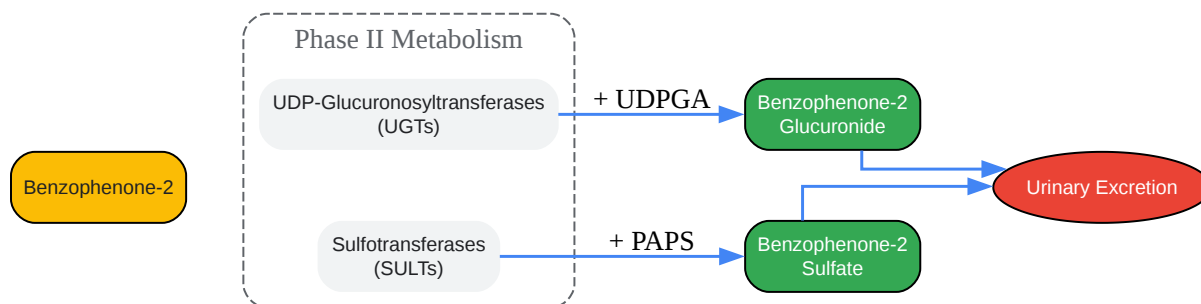 Phase II Metabolism
UDP-Glucuronosyltransferases
(UGTs)
+ UDPGA
Benzophenone-2
Glucuronide
Benzophenone-2
Urinary Excretion
Sulfotransferases
(SULTs)
+ PAPS
Benzophenone-2
Sulfate